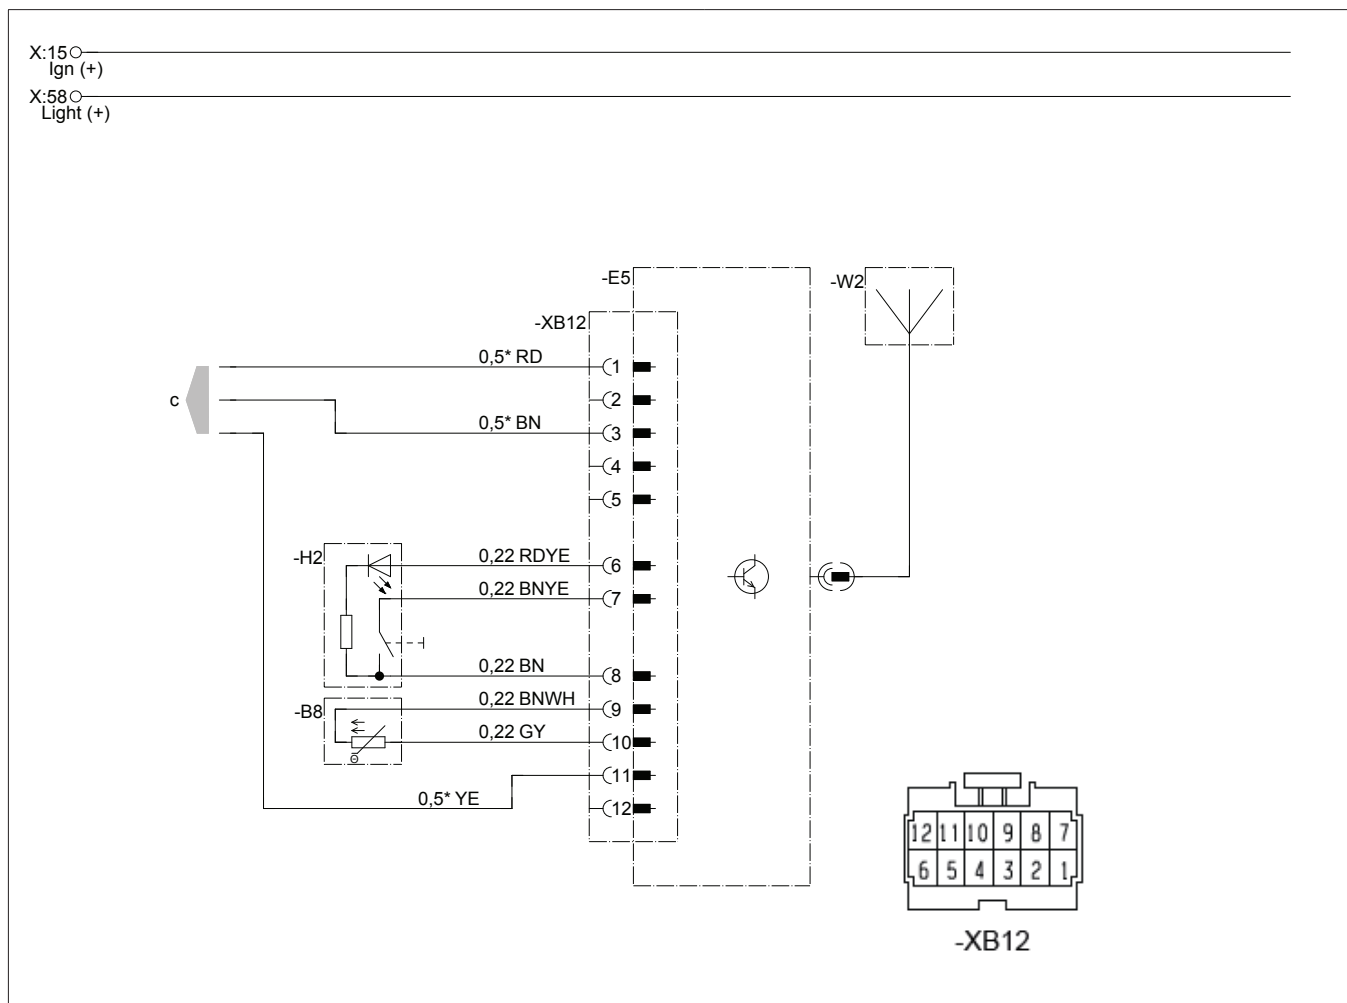 X:15
Ign (+)
X:58
Light (+)
-E5
-W2
-XB12
0,5* RD
1
c
2
0,5* BN
3
4
5
-H2
0,22 RDYE
6
0,22 BNYE
7
0,22 BN
8
-B8
0,22 BNWH
9
0,22 GY
10
Θ
11
0,5* YE
12
12 11 10 9 8 7
6 5 4 3 2 1
-XB12